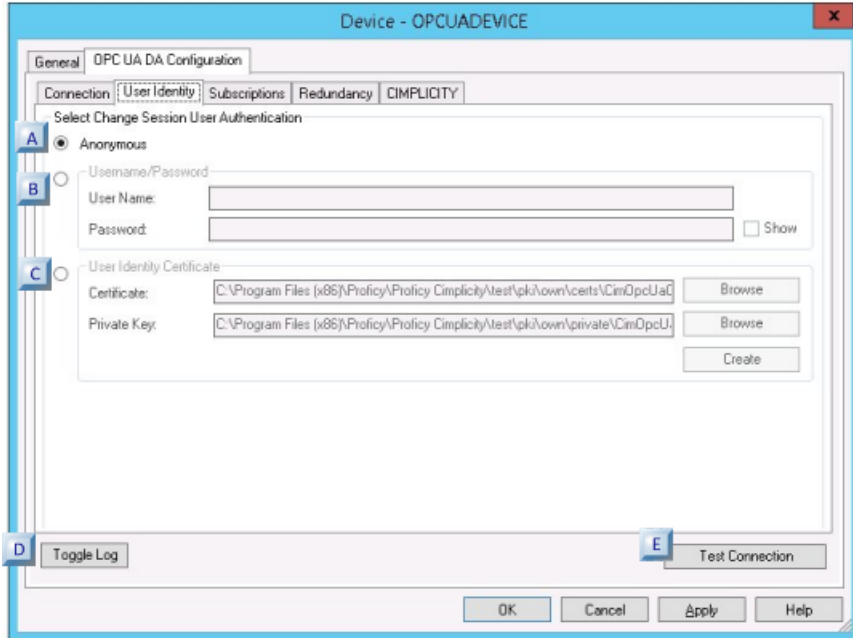 Device - OPCUADEVICE
x
General OPC UA DA Configuration
Connection User Identity Subscriptions Redundancy CIMPLICITY
Select Change Session User Authentication
A Anonymous
B Username/Password
User Name:
Password: Show
C User Identity Certificate
Certificate: C:\Program Files (x86)\Proficy\Proficy Cimplicity\test\pki\own\certs\CimOpcUaC Browse
Private Key: C:\Program Files (x86)\Proficy\Proficy Cimplicity\test\pki\own\private\CimOpcU Browse
Create
D Toggle Log E Test Connection
OK Cancel Apply Help